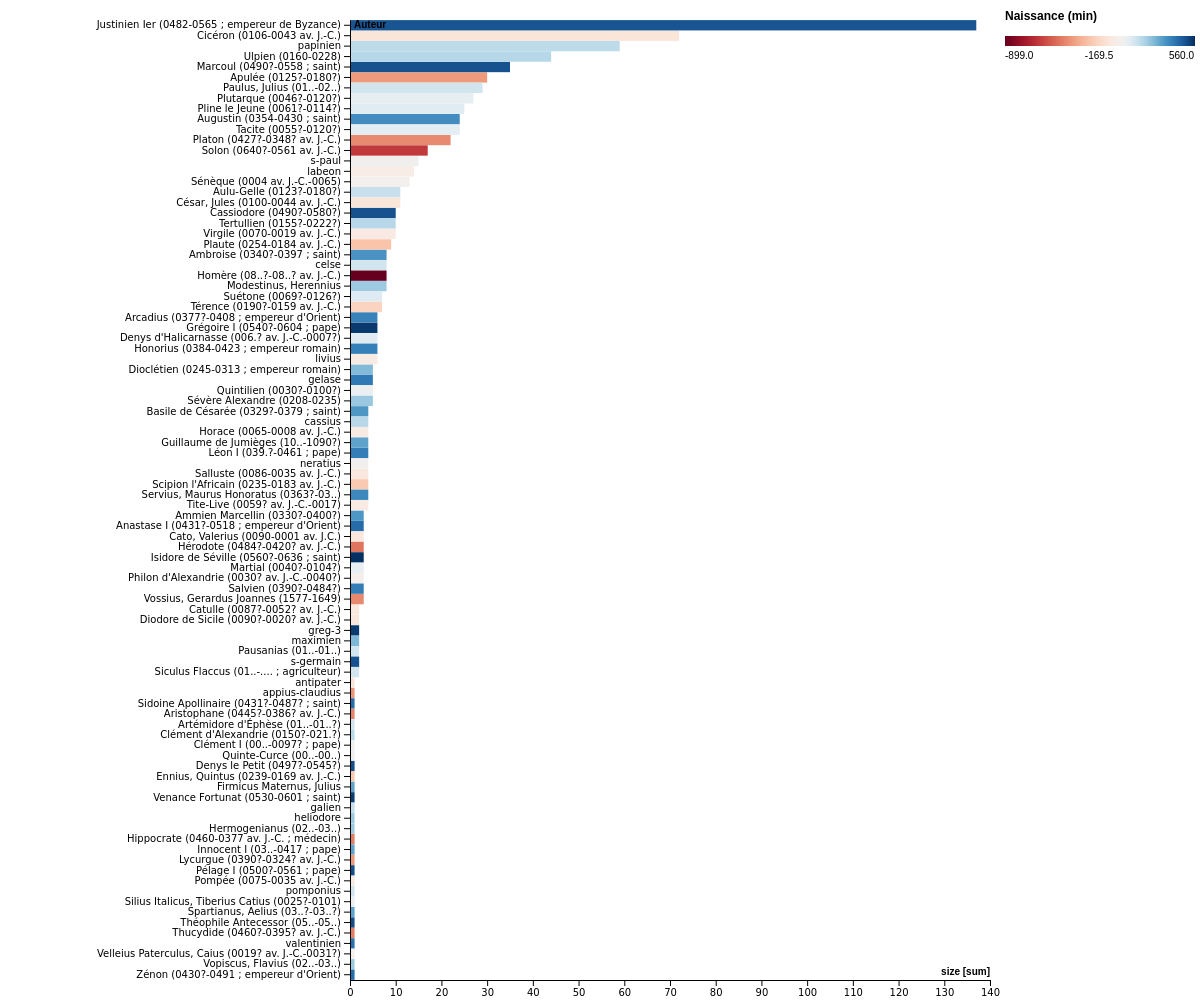 Naissance (min)
-899.0 -169.5 560.0
Auteur
Justinien Ier (0482-0565 ; empereur de Byzance)
Cicéron (0106-0043 av. J.-C.)
papinien
Ulpien (0160-0228)
Marcoul (0490?-0558 ; saint)
Apulée (0125?-0180?)
Paulus, Julius (01..-02..)
Plutarque (0046?-0120?)
Pline le Jeune (0061?-0114?)
Augustin (0354-0430 ; saint)
Tacite (0055?-0120?)
Platon (0427?-0348? av. J.-C.)
Solon (0640?-0561 av. J.-C.)
s-paul
labeon
Sénèque (0004 av. J.-C.-0065)
Aulu-Gelle (0123?-0180?)
César, Jules (0100-0044 av. J.-C.)
Cassiodore (0490?-0580?)
Tertullien (0155?-0222?)
Virgile (0070-0019 av. J.-C.)
Plaute (0254-0184 av. J.-C.)
Ambroise (0340?-0397 ; saint)
celse
Homère (08..?-08..? av. J.-C.)
Modestinus, Herennius
Suétone (0069?-0126?)
Térence (0190?-0159 av. J.-C.)
Arcadius (0377?-0408 ; empereur d'Orient)
Grégoire I (0540?-0604 ; pape)
Denys d'Halicarnasse (006.? av. J.-C.-0007?)
Honorius (0384-0423 ; empereur romain)
livius
Dioclétien (0245-0313 ; empereur romain)
gelase
Quintilien (0030?-0100?)
Sévère Alexandre (0208-0235)
Basile de Césarée (0329?-0379 ; saint)
cassius
Horace (0065-0008 av. J.-C.)
Guillaume de Jumièges (10..-1090?)
Léon I (039.?-0461 ; pape)
neratius
Salluste (0086-0035 av. J.-C.)
Scipion l'Africain (0235-0183 av. J.-C.)
Servius, Maurus Honoratus (0363?-03..)
Tite-Live (0059? av. J.-C.-0017)
Ammien Marcellin (0330?-0400?)
Anastase I (0431?-0518 ; empereur d'Orient)
Cato, Valerius (0090-0001 av. J.C.)
Hérodote (0484?-0420? av. J.-C.)
Isidore de Séville (0560?-0636 ; saint)
Martial (0040?-0104?)
Philon d'Alexandrie (0030? av. J.-C.-0040?)
Salvien (0390?-0484?)
Vossius, Gerardus Joannes (1577-1649)
Catulle (0087?-0052? av. J.-C.)
Diodore de Sicile (0090?-0020? av. J.-C.)
greg-3
maximien
Pausanias (01..-01..)
s-germain
Siculus Flaccus (01..-.... ; agriculteur)
antipater
appius-claudius
Sidoine Apollinaire (0431?-0487? ; saint)
Aristophane (0445?-0386? av. J.-C.)
Artémidore d'Éphèse (01..-01..?)
Clément d'Alexandrie (0150?-021.?)
Clément I (00..-0097? ; pape)
Quinte-Curce (00..-00..)
Denys le Petit (0497?-0545?)
Ennius, Quintus (0239-0169 av. J.-C.)
Firmicus Maternus, Julius
Venance Fortunat (0530-0601 ; saint)
galien
heliodore
Hermogenianus (02..-03..)
Hippocrate (0460-0377 av. J.-C. ; médecin)
Innocent I (03..-0417 ; pape)
Lycurgue (0390?-0324? av. J.-C.)
Pélage I (0500?-0561 ; pape)
Pompée (0075-0035 av. J.-C.)
pomponius
Silius Italicus, Tiberius Catius (0025?-0101)
Spartianus, Aelius (03..?-03..?)
Théophile Antecessor (05..-05..)
Thucydide (0460?-0395? av. J.-C.)
valentinien
Velleius Paterculus, Caius (0019? av. J.-C.-0031?)
Vopiscus, Flavius (02..-03..)
Zénon (0430?-0491 ; empereur d'Orient)
size [sum]
0 10 20 30 40 50 60 70 80 90 100 110 120 130 140